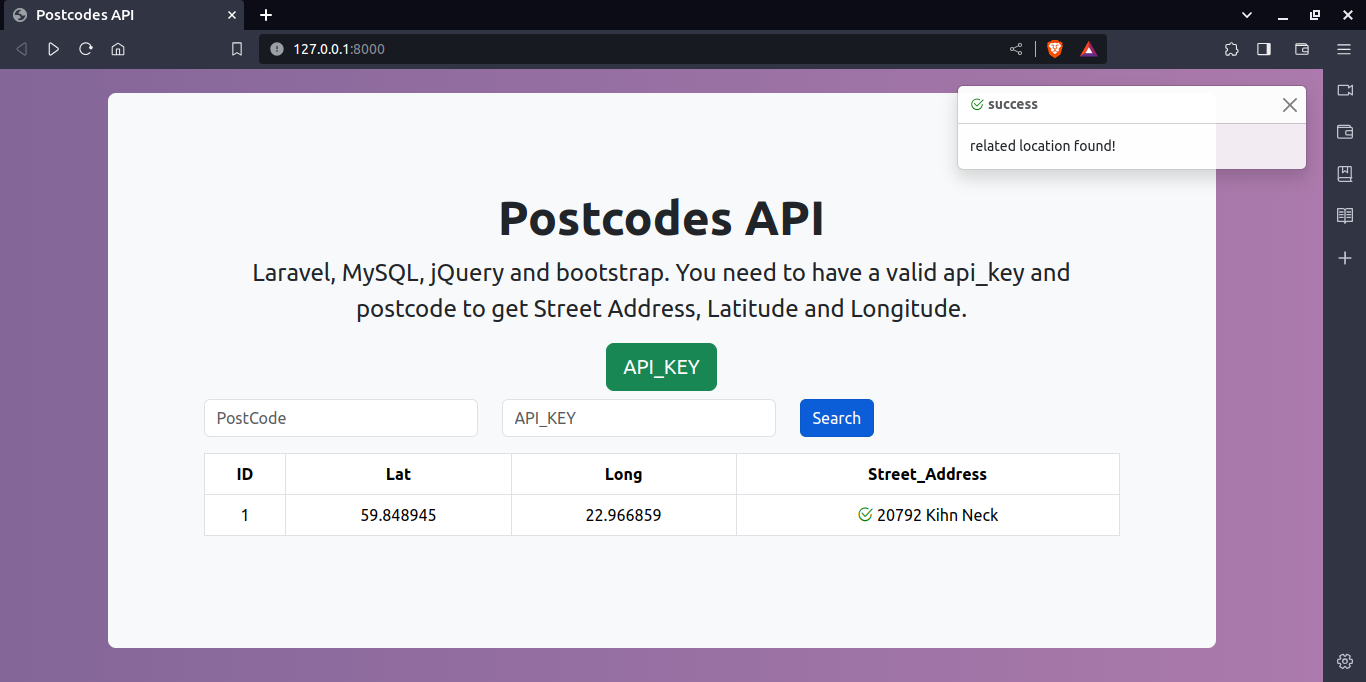 Postcodes API
127.0.0.1:8000
success
related location found!
Postcodes API
Laravel, MySQL, jQuery and bootstrap. You need to have a valid api_key and
postcode to get Street Address, Latitude and Longitude.
API_KEY
PostCode API_KEY Search
ID Lat Long Street_Address
1 59.848945 22.966859 20792 Kihn Neck